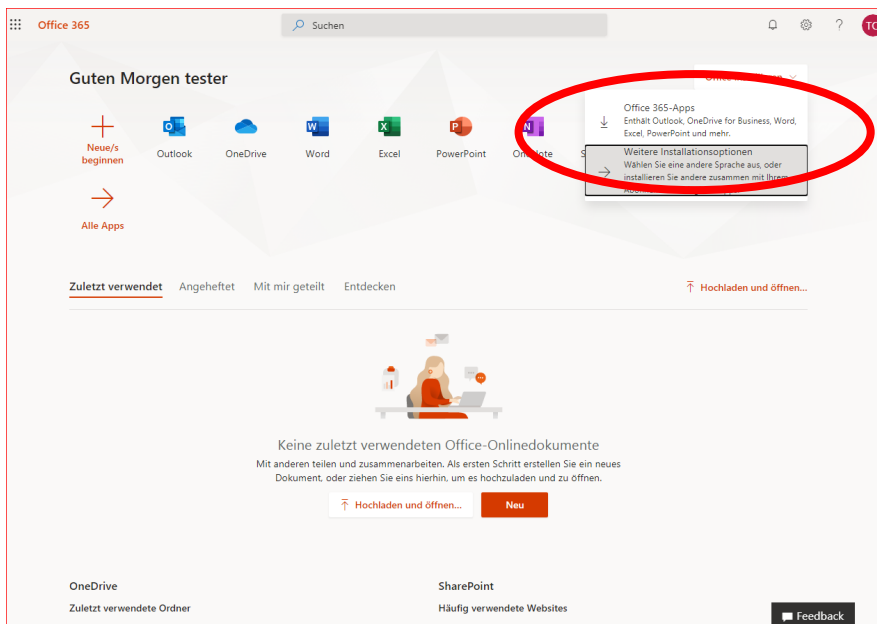 Office 365
Suchen
?
TC
Guten Morgen tester
Office
Neue/s
beginnen
Outlook
OneDrive
Word
Excel
PowerPoint
OneNote
S
Office 365-Apps
Enthält Outlook, OneDrive for Business, Word,
Excel, PowerPoint und mehr.
Weitere Installationsoptionen
Wählen Sie eine andere Sprache aus, oder
installieren Sie andere zusammen mit Ihrem
Alle Apps
Zuletzt verwendet
Angeheftet
Mit mir geteilt
Entdecken
Hochladen und öffnen...
Keine zuletzt verwendeten Office-Onlinedokumente
Mit anderen teilen und zusammenarbeiten. Als ersten Schritt erstellen Sie ein neues
Dokument, oder ziehen Sie eins hierhin, um es hochzuladen und zu öffnen.
Hochladen und öffnen...
Neu
OneDrive
SharePoint
Zuletzt verwendete Ordner
Häufig verwendete Websites
Feedback